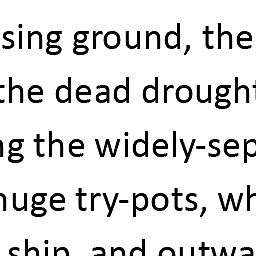 sing ground, the
the dead drought
ng the widely-sep
huge try-pots, wh
ship, and outwa